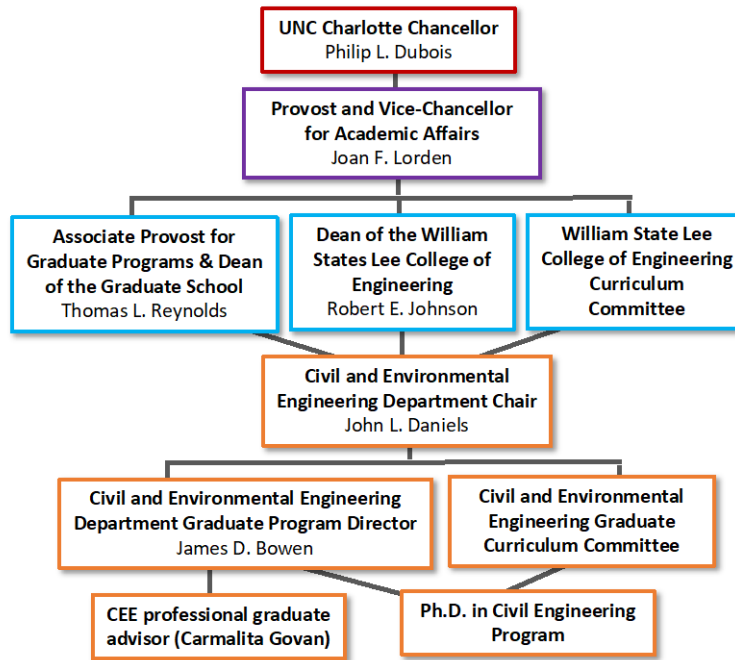 UNC Charlotte Chancellor
Philip L. Dubois
Provost and Vice-Chancellor
for Academic Affairs
Joan F. Lorden
Associate Provost for
Graduate Programs & Dean
of the Graduate School
Thomas L. Reynolds
Dean of the William
States Lee College of
Engineering
Robert E. Johnson
William State Lee
College of Engineering
Curriculum
Committee
Civil and Environmental
Engineering Department Chair
John L. Daniels
Civil and Environmental Engineering
Department Graduate Program Director
James D. Bowen
Civil and Environmental
Engineering Graduate
Curriculum Committee
CEE professional graduate
advisor (Carmalita Govan)
Ph.D. in Civil Engineering
Program